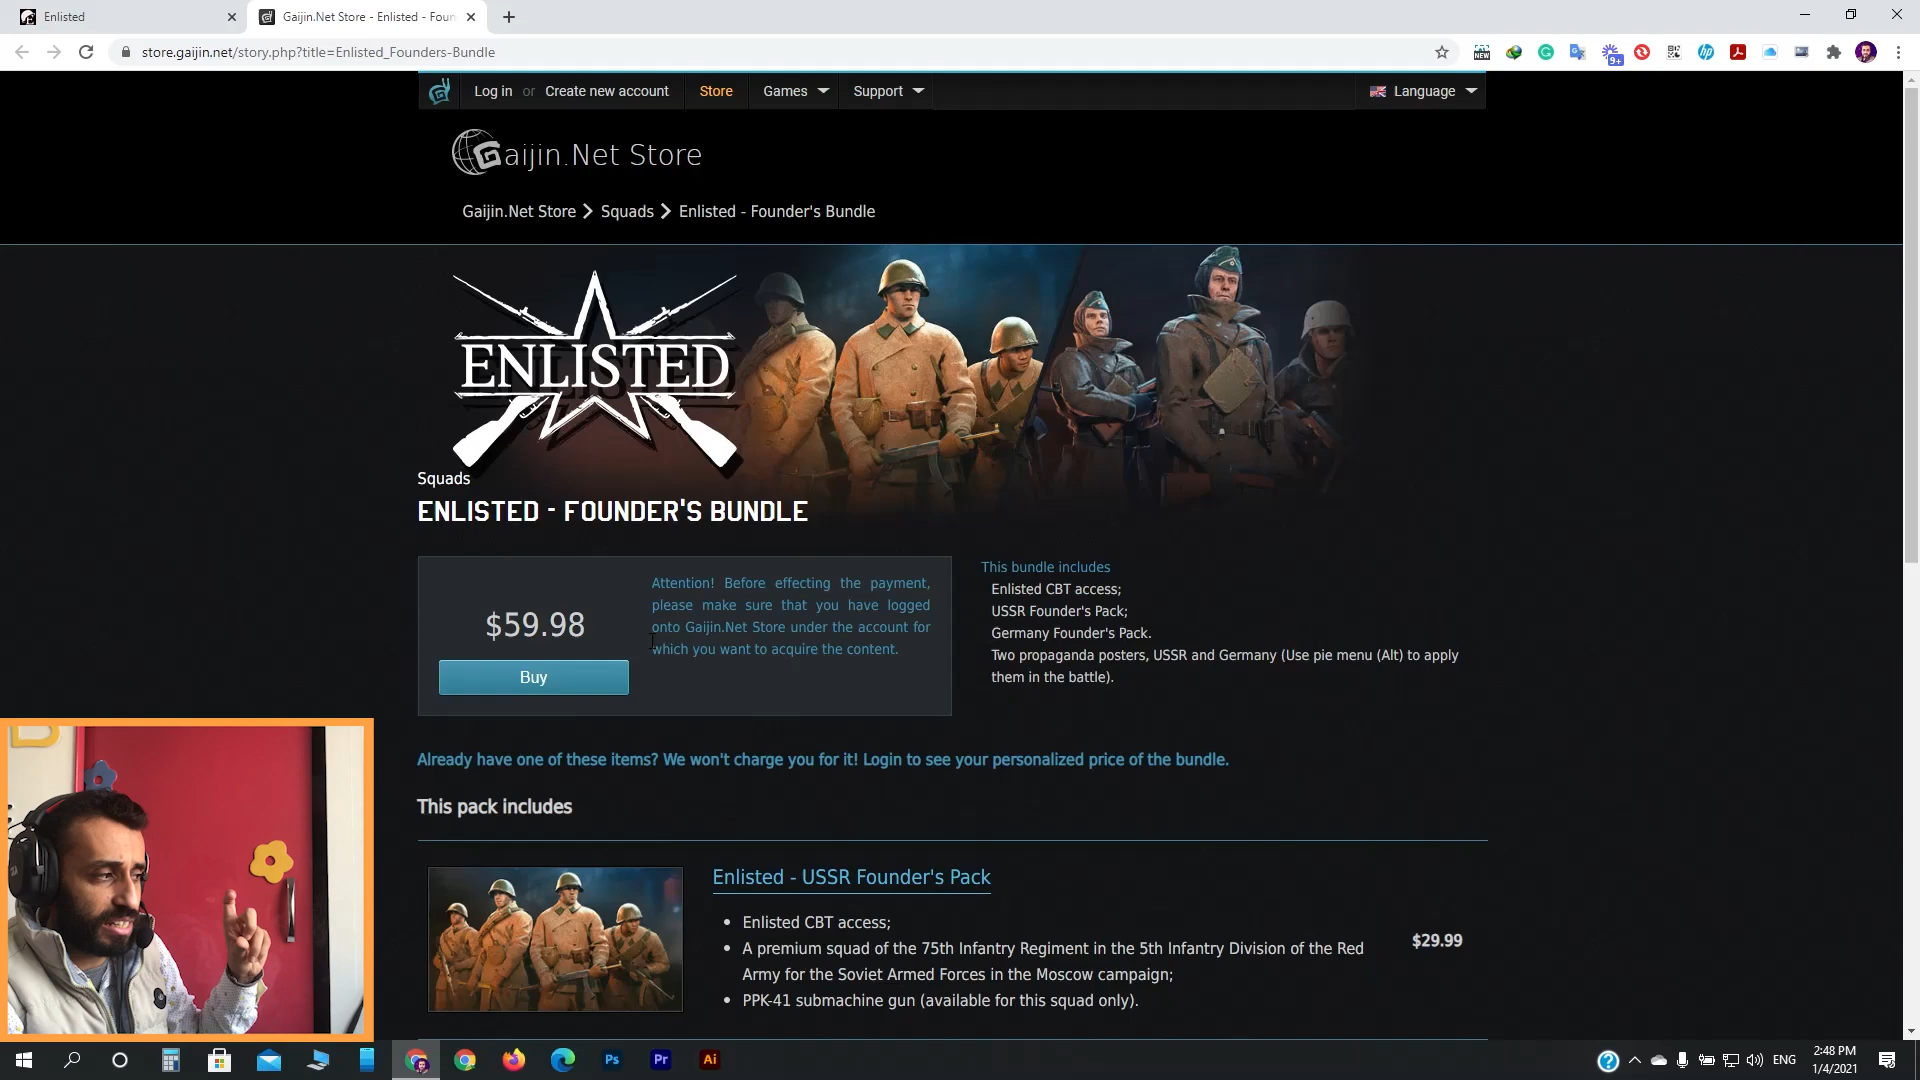 Enlisted
Gaijin.Net Store - Enlisted - Foun
store.gaijin.net/story.php?title=Enlisted_Founders-Bundle
NEW
9+
Log in or Create new account
Store
Games
Support
Language
Gaijin.Net Store
Gaijin.Net Store > Squads > Enlisted - Founder's Bundle
ENLISTED
Squads
ENLISTED - FOUNDER'S BUNDLE
$59.98
Buy
Attention! Before effecting the payment,
please make sure that you have logged
onto Gaijin.Net Store under the account for
which you want to acquire the content.
This bundle includes
Enlisted CBT access;
USSR Founder's Pack;
Germany Founder's Pack.
Two propaganda posters, USSR and Germany (Use pie menu (Alt) to apply
them in the battle).
Already have one of these items? We won't charge you for it! Login to see your personalized price of the bundle.
This pack includes
Enlisted - USSR Founder's Pack
• Enlisted CBT access;
• A premium squad of the 75th Infantry Regiment in the 5th Infantry Division of the Red
Army for the Soviet Armed Forces in the Moscow campaign;
• PPK-41 submachine gun (available for this squad only).
$29.99
Ps
Pr
Ai
ENG
2:48 PM
1/4/2021